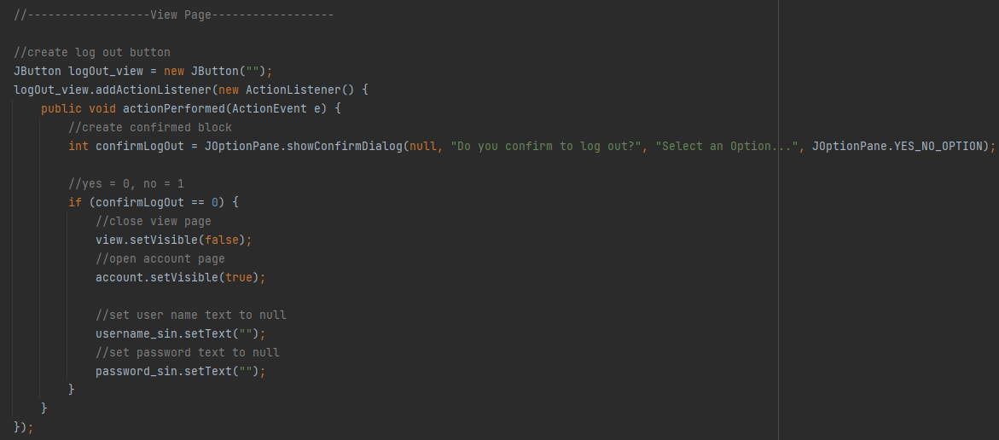 //------------------View Page------------------
//create log out button
JButton logOut_view = new JButton("");
logOut_view.addActionListener(new ActionListener() {
public void actionPerformed(ActionEvent e) {
//create confirmed block
int confirmLogOut = JOptionPane.showConfirmDialog(null, "Do you confirm to log out?", "Select an Option...", JOptionPane.YES_NO_OPTION);
//yes = 0, no = 1
if (confirmLogOut == 0) {
//close view page
view.setVisible(false);
//open account page
account.setVisible(true);
//set user name text to null
username_sin.setText("");
//set password text to null
password_sin.setText("");
}
}
});